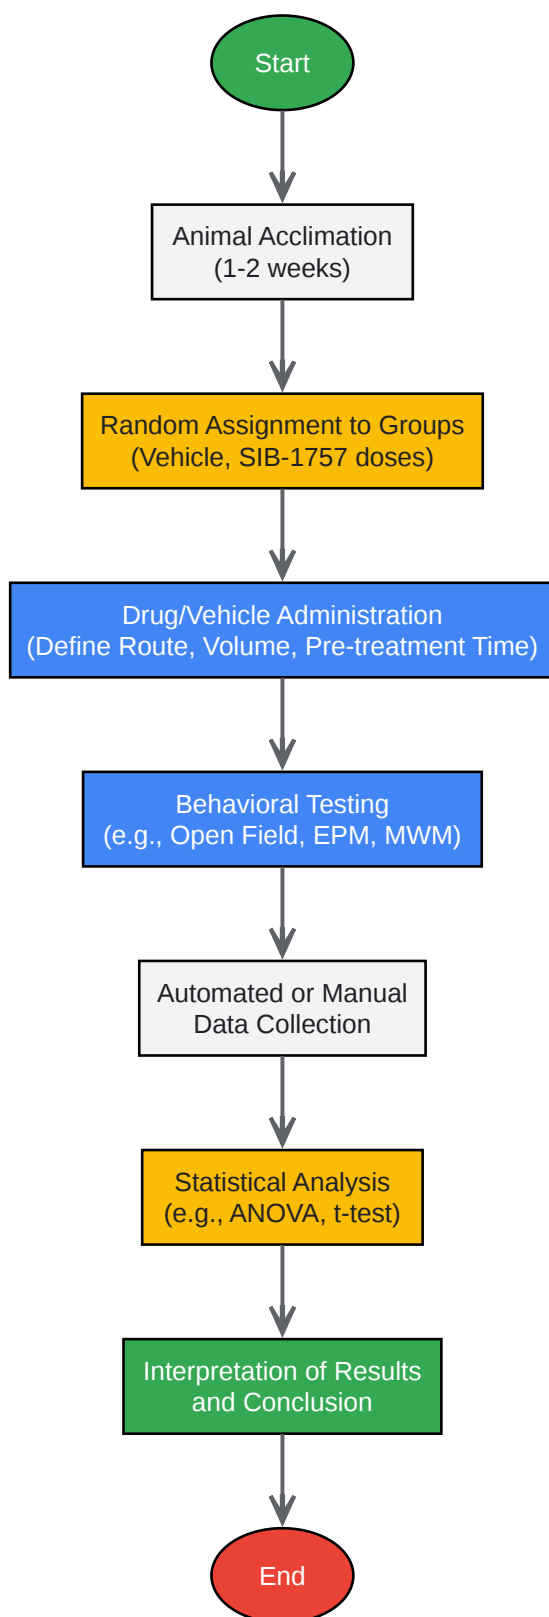 Start
Animal Acclimation
(1-2 weeks)
Random Assignment to Groups
(Vehicle, SIB-1757 doses)
Drug/Vehicle Administration
(Define Route, Volume, Pre-treatment Time)
Behavioral Testing
(e.g., Open Field, EPM, MWM)
Automated or Manual
Data Collection
Statistical Analysis
(e.g., ANOVA, t-test)
Interpretation of Results
and Conclusion
End